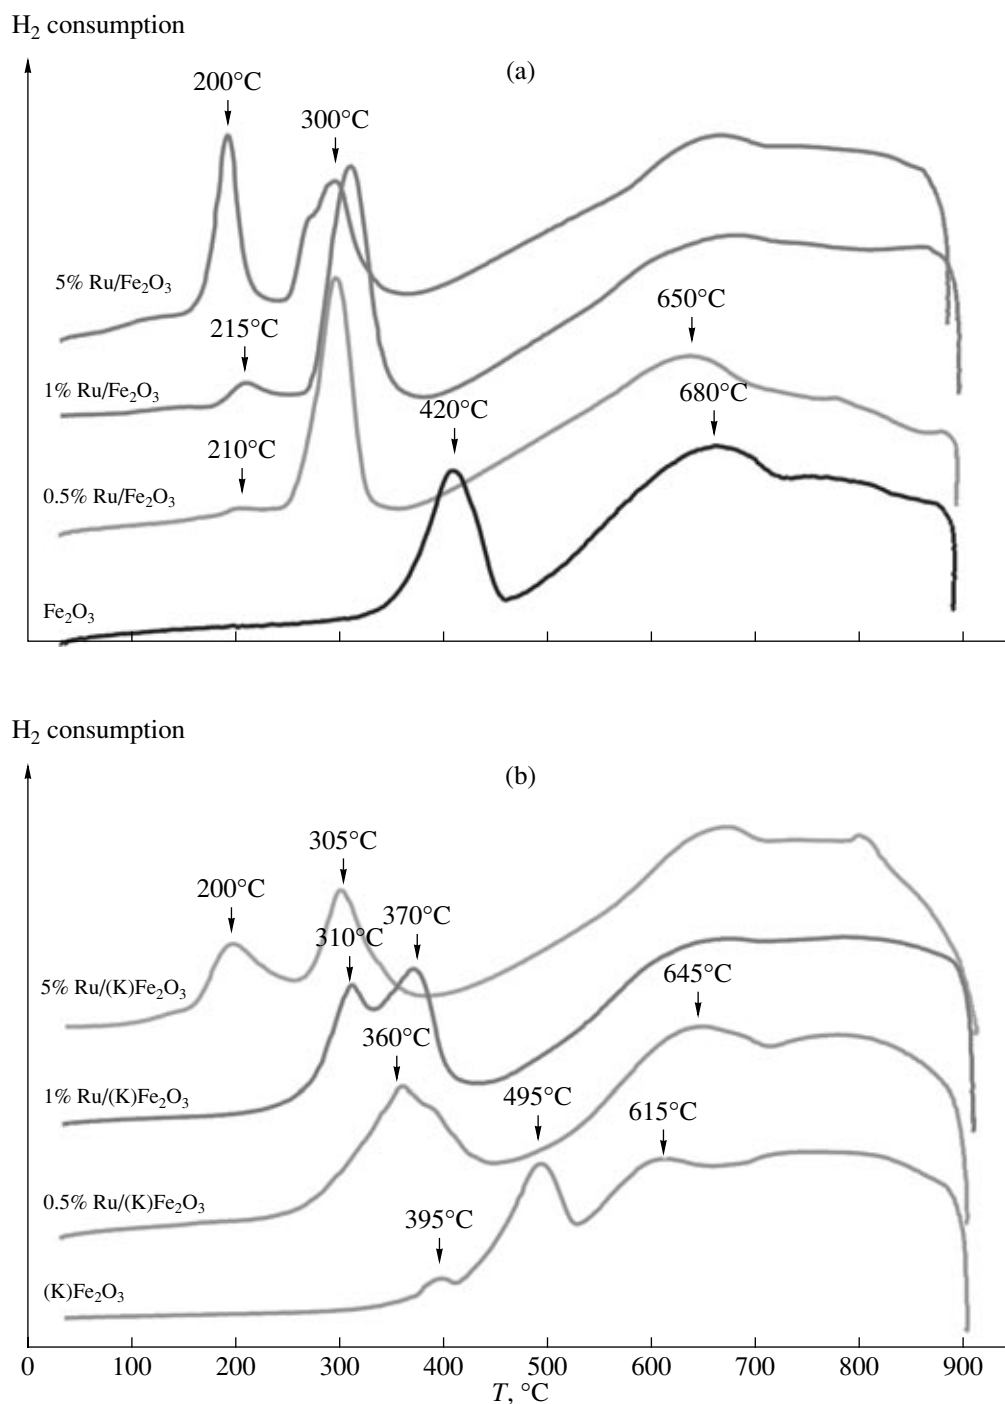 H₂ consumption
(a)
200°C
300°C
5% Ru/Fe₂O₃
650°C
215°C
1% Ru/Fe₂O₃
680°C
420°C
210°C
0.5% Ru/Fe₂O₃
Fe₂O₃
H₂ consumption
(b)
305°C
200°C
370°C
310°C
5% Ru/(K)Fe₂O₃
645°C
360°C
1% Ru/(K)Fe₂O₃
495°C
615°C
0.5% Ru/(K)Fe₂O₃
395°C
(K)Fe₂O₃
0 100 200 300 400 500 600 700 800 900
T, °C